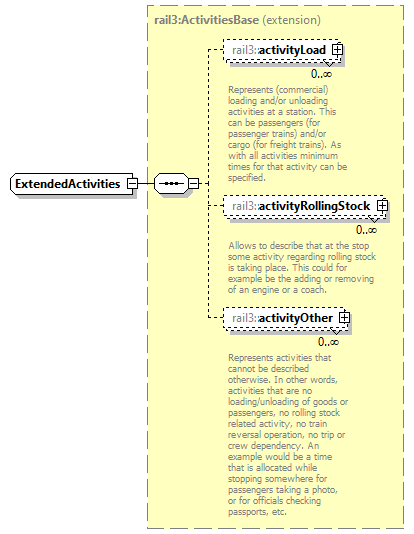 rail3:ActivitiesBase (extension)
rail3::activityLoad
0..∞
Represents (commercial)
loading and/or unloading
activities at a station. This
can be passengers (for
passenger trains) and/or
cargo (for freight trains). As
with all activities minimum
times for that activity can be
specified.
ExtendedActivities
rail3::activityRollingStock
0..∞
Allows to describe that at the stop
some activity regarding rolling stock
is taking place. This could for
example be the adding or removing
of an engine or a coach.
rail3::activityOther
0..∞
Represents activities that
cannot be described
otherwise. In other words,
activities that are no
loading/unloading of goods or
passengers, no rolling stock
related activity, no train
reversal operation, no trip or
crew dependency. An
example would be a time
that is allocated while
stopping somewhere for
passengers taking a photo,
or for officials checking
passports, etc.